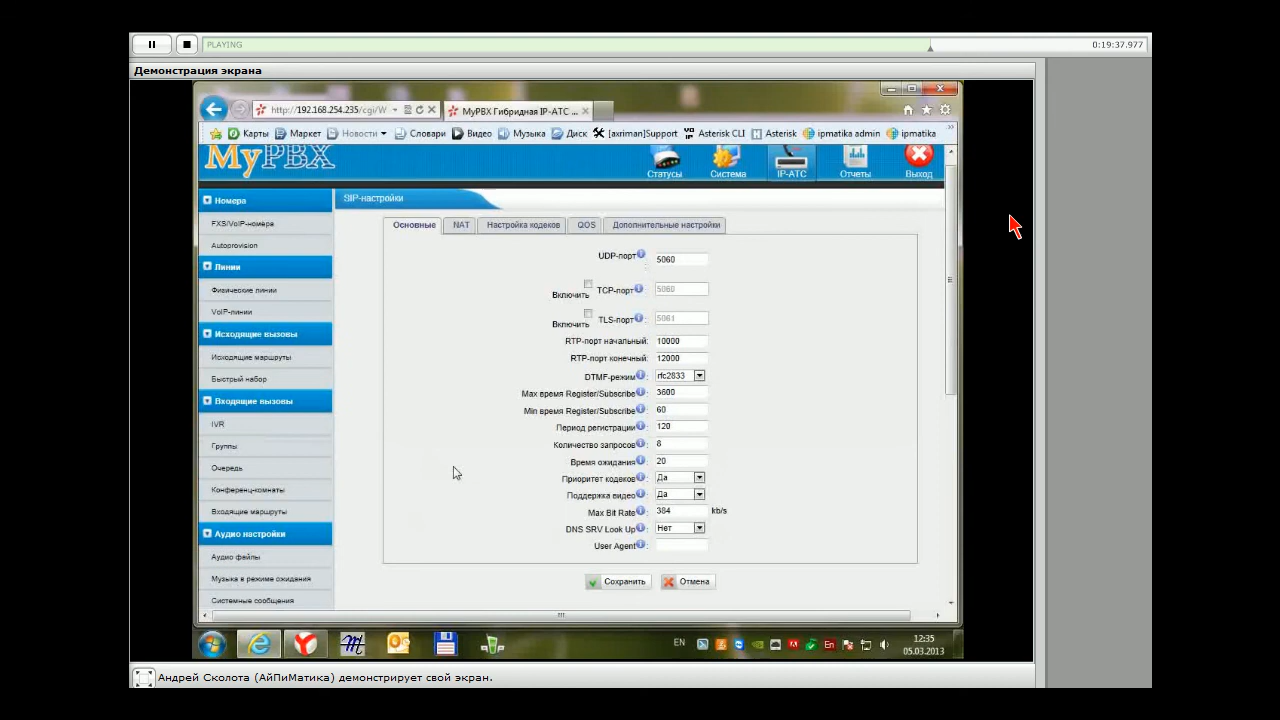 PLAYING
0:19:37.977
Демонстрация экрана
http://192.168.254.235/cgi/W
MyPBX Гибридная IP-АТС ...
Карты
Маркет
Новости
Словари
Видео
Музыка
Диск
[axriman]Support
Asterisk CLI
Asterisk
ipmatika admin
ipmatika
MyPBX
Статусы
Система
IP-АТС
Отчеты
Выход
Номера
FXS/VoIP-номера
Autoprovision
Линии
Физические линии
VoIP-линии
Исходящие вызовы
Исходящие маршруты
Быстрый набор
Входящие вызовы
IVR
Группы
Очередь
Конференц-комнаты
Входящие маршруты
Аудио настройки
Аудио файлы
Музыка в режиме ожидания
Системные сообщения
SIP-настройки
Основные
NAT
Настройка кодеков
QOS
Дополнительные настройки
UDP-порт : 5060
Включить TCP-порт : 5060
Включить TLS-порт : 5061
RTP-порт начальный: 10000
RTP-порт конечный: 12000
DTMF-режим : rfc2833
Max время Register/Subscribe : 3600
Min время Register/Subscribe : 60
Период регистрации : 120
Количество запросов : 8
Время ожидания : 20
Приоритет кодеков : Да
Поддержка видео : Да
Max Bit Rate : 384 kb/s
DNS SRV Look Up : Нет
User Agent :
Сохранить
Отмена
EN
En
12:35
05.03.2013
Андрей Сколота (АйПиМатика) демонстрирует свой экран.